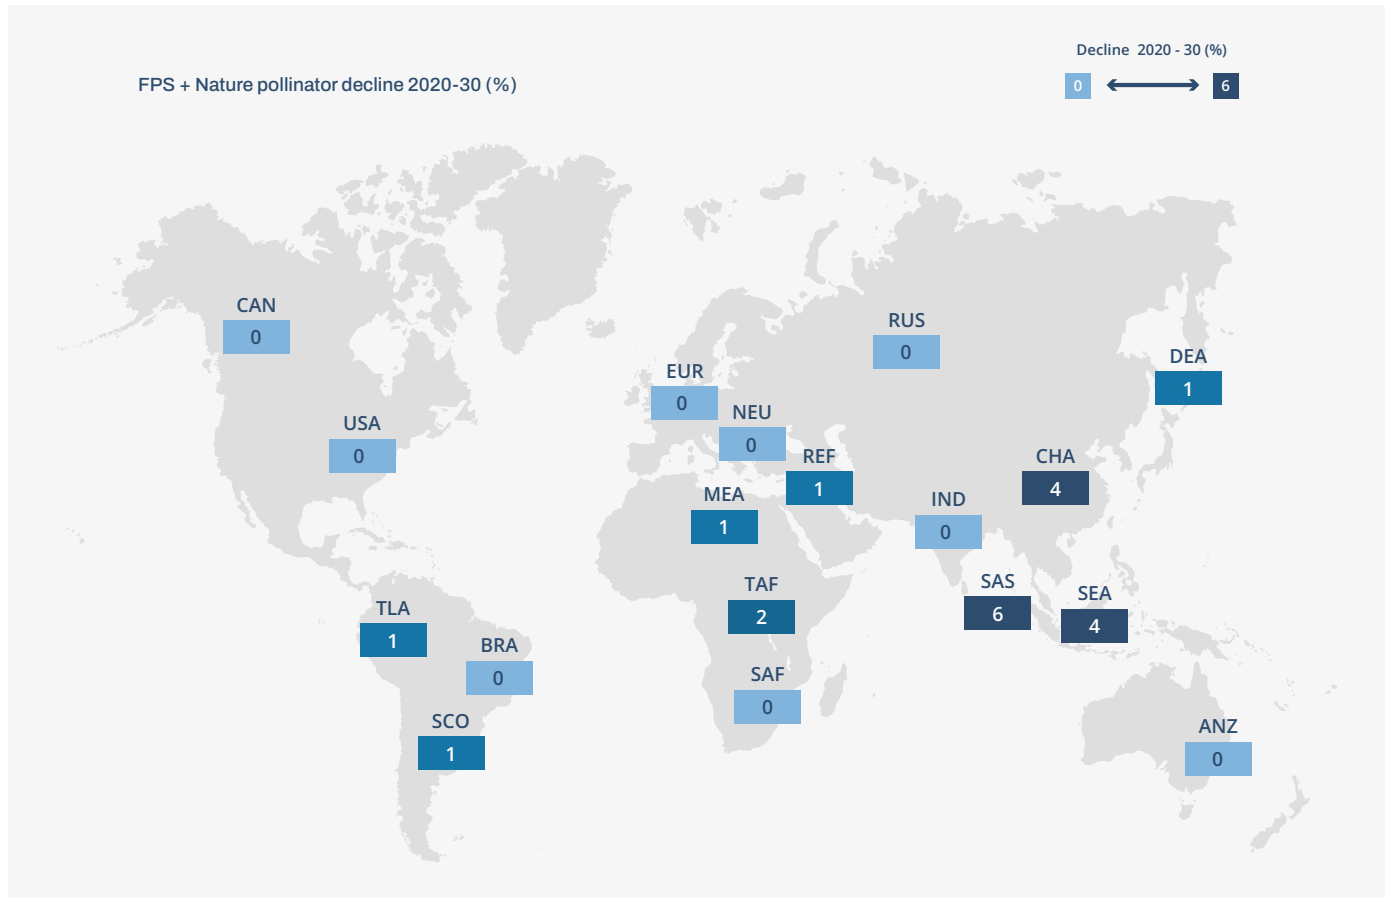 Decline 2020 - 30 (%)
FPS + Nature pollinator decline 2020-30 (%)
0
6
CAN
0
RUS
0
DEA
1
EUR
0
NEU
0
USA
0
REF
1
CHA
4
MEA
1
IND
0
TAF
2
SAS
6
SEA
4
TLA
1
BRA
0
SAF
0
SCO
1
ANZ
0